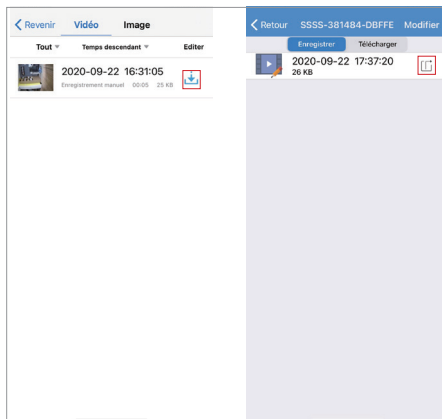 Revenir Vidéo Image
Tout Temps descendant Editer
2020-09-22 16:31:05
Enregistrement manuel 00:05 25 KB
Retour SSSS-381484-DBFFE Modifier
Enregistrer Télécharger
2020-09-22 17:37:20
26 KB